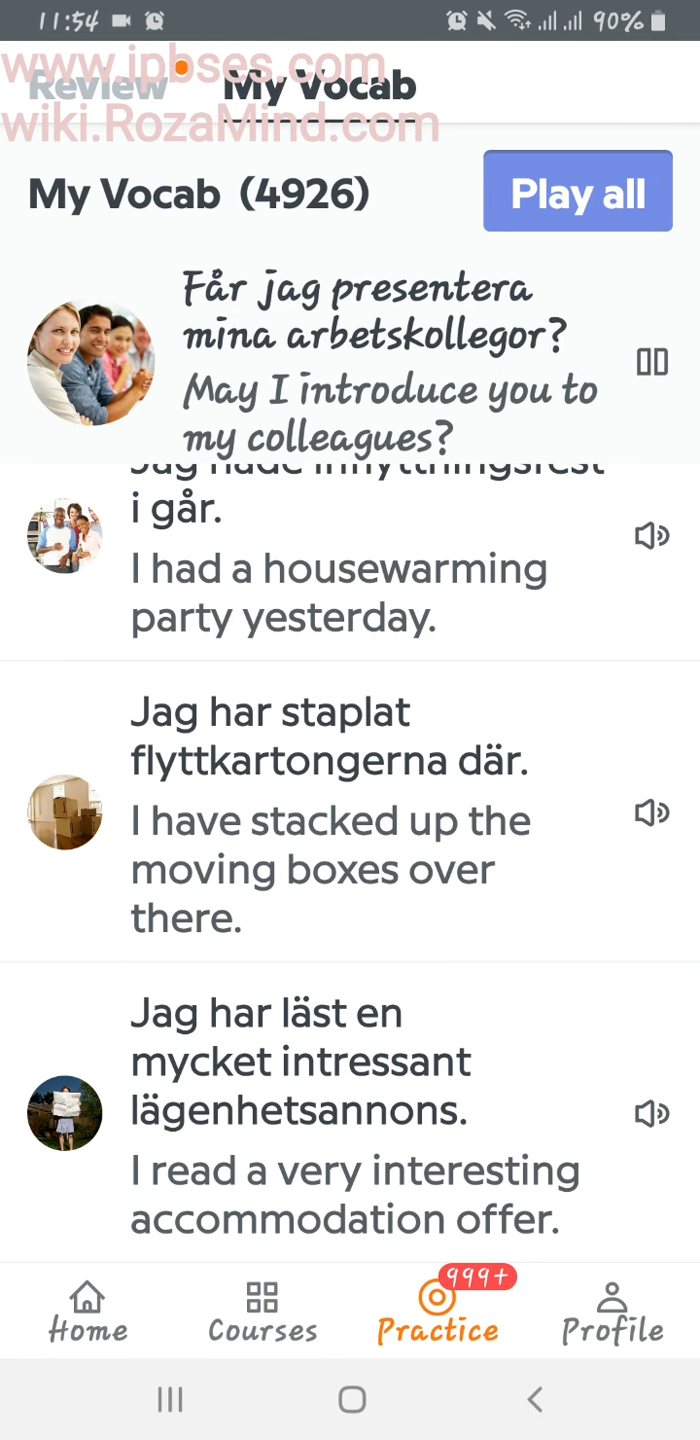 11:54
90%
www.ipbses.com
Review My Vocab
wiki.RozaMind.com
My Vocab (4926)
Play all
Får jag presentera
mina arbetskollegor?
May I introduce you to
my colleagues?
i går.
I had a housewarming
party yesterday.
Jag har staplat
flyttkartongerna där.
I have stacked up the
moving boxes over
there.
Jag har läst en
mycket intressant
lägenhetsannons.
I read a very interesting
accommodation offer.
999+
Home
Courses
Practice
Profile